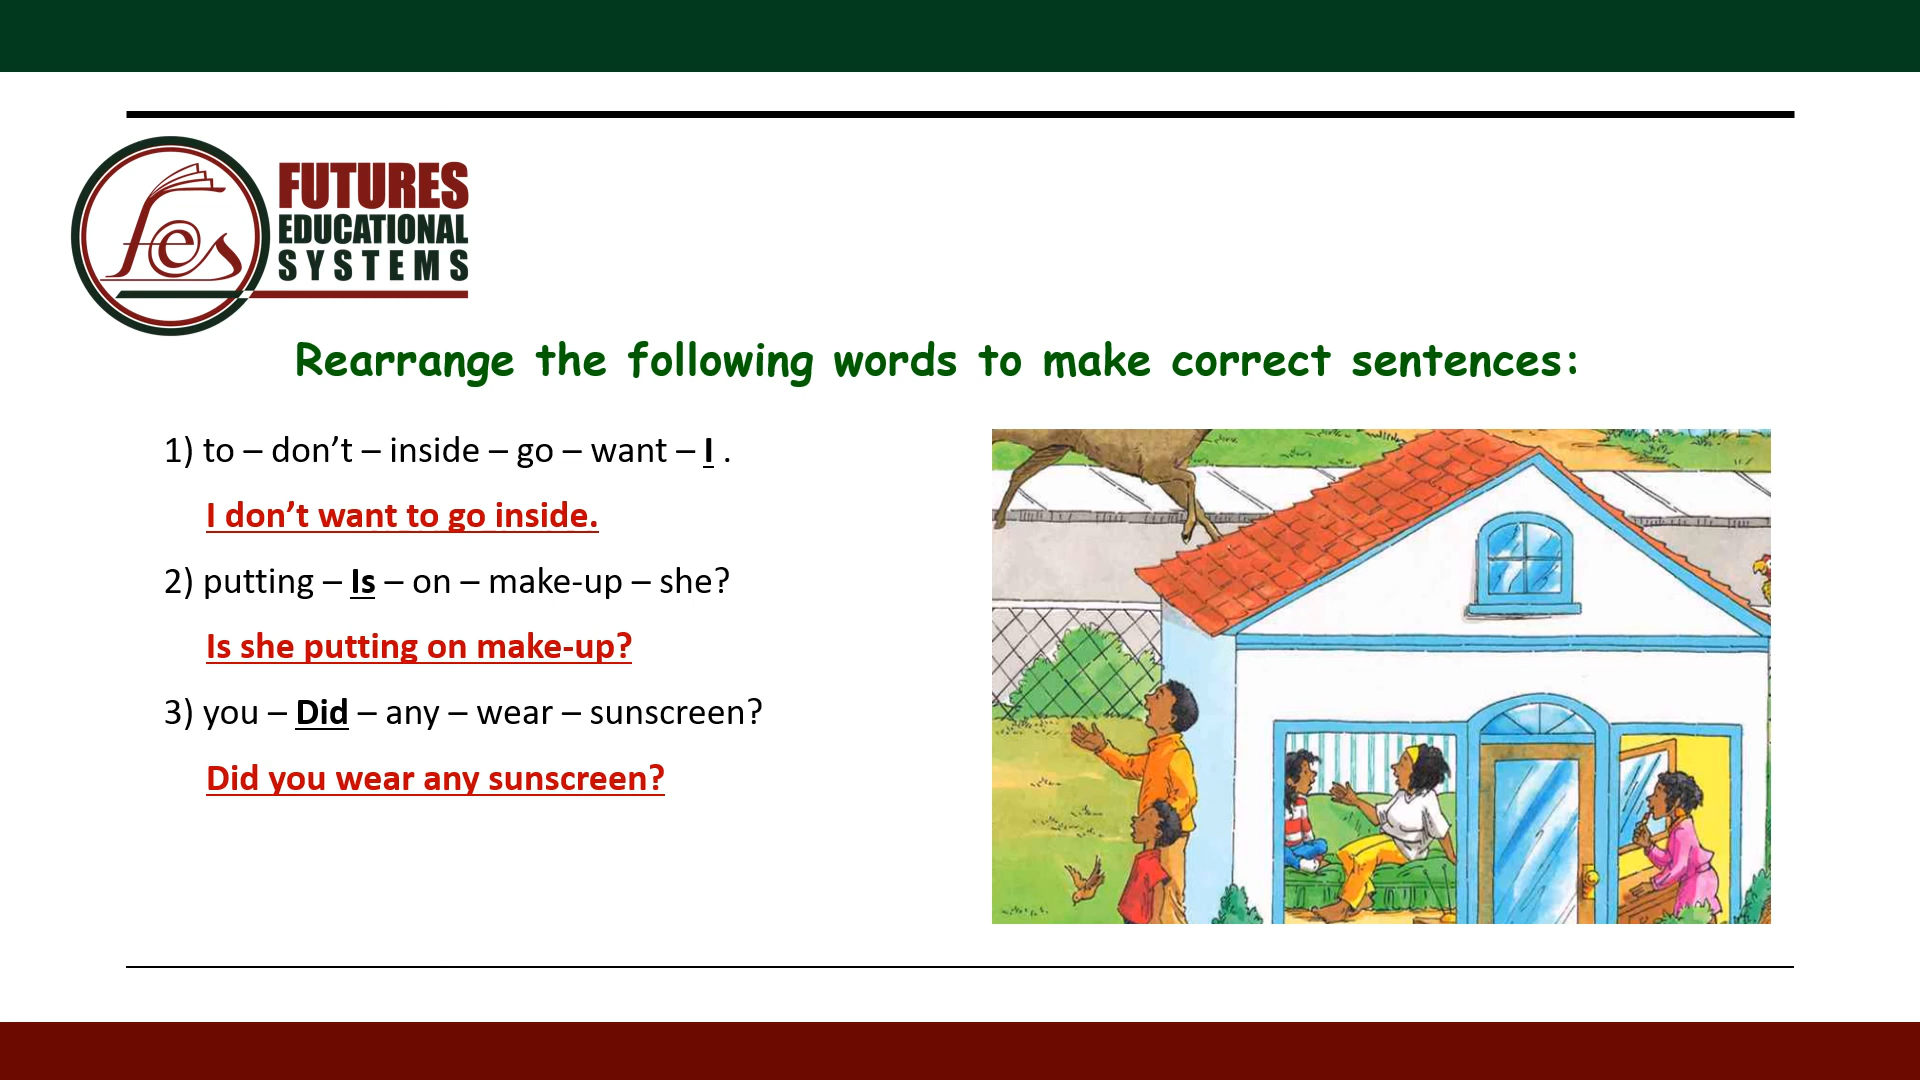 fes
FUTURES
EDUCATIONAL
SYSTEMS
Rearrange the following words to make correct sentences:
1) to – don’t – inside – go – want – I .
I don’t want to go inside.
2) putting – Is – on – make-up – she?
Is she putting on make-up?
3) you – Did – any – wear – sunscreen?
Did you wear any sunscreen?